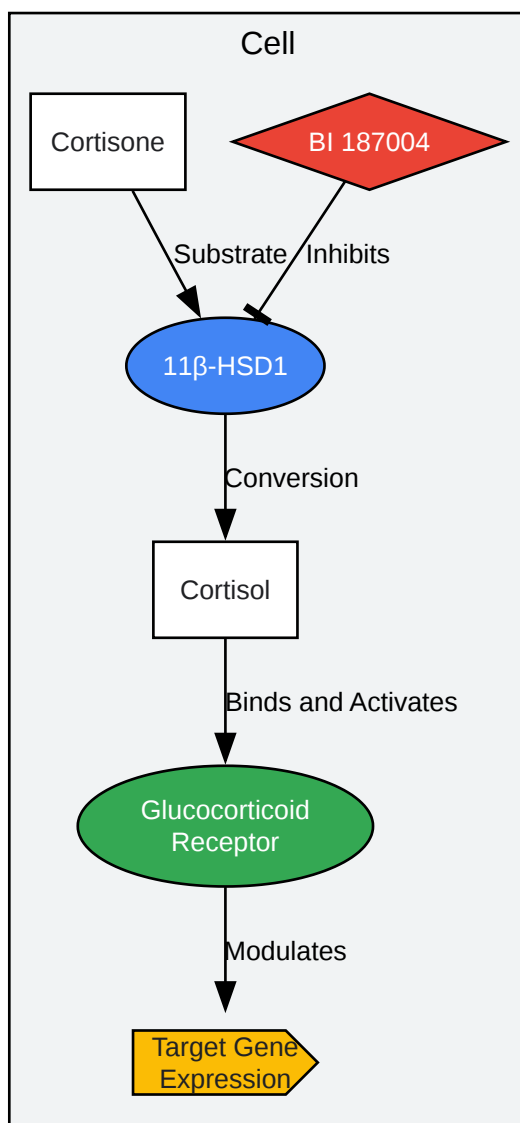 Cell
Cortisone
BI 187004
Substrate
Inhibits
11β-HSD1
Conversion
Cortisol
Binds and Activates
Glucocorticoid
Receptor
Modulates
Target Gene
Expression